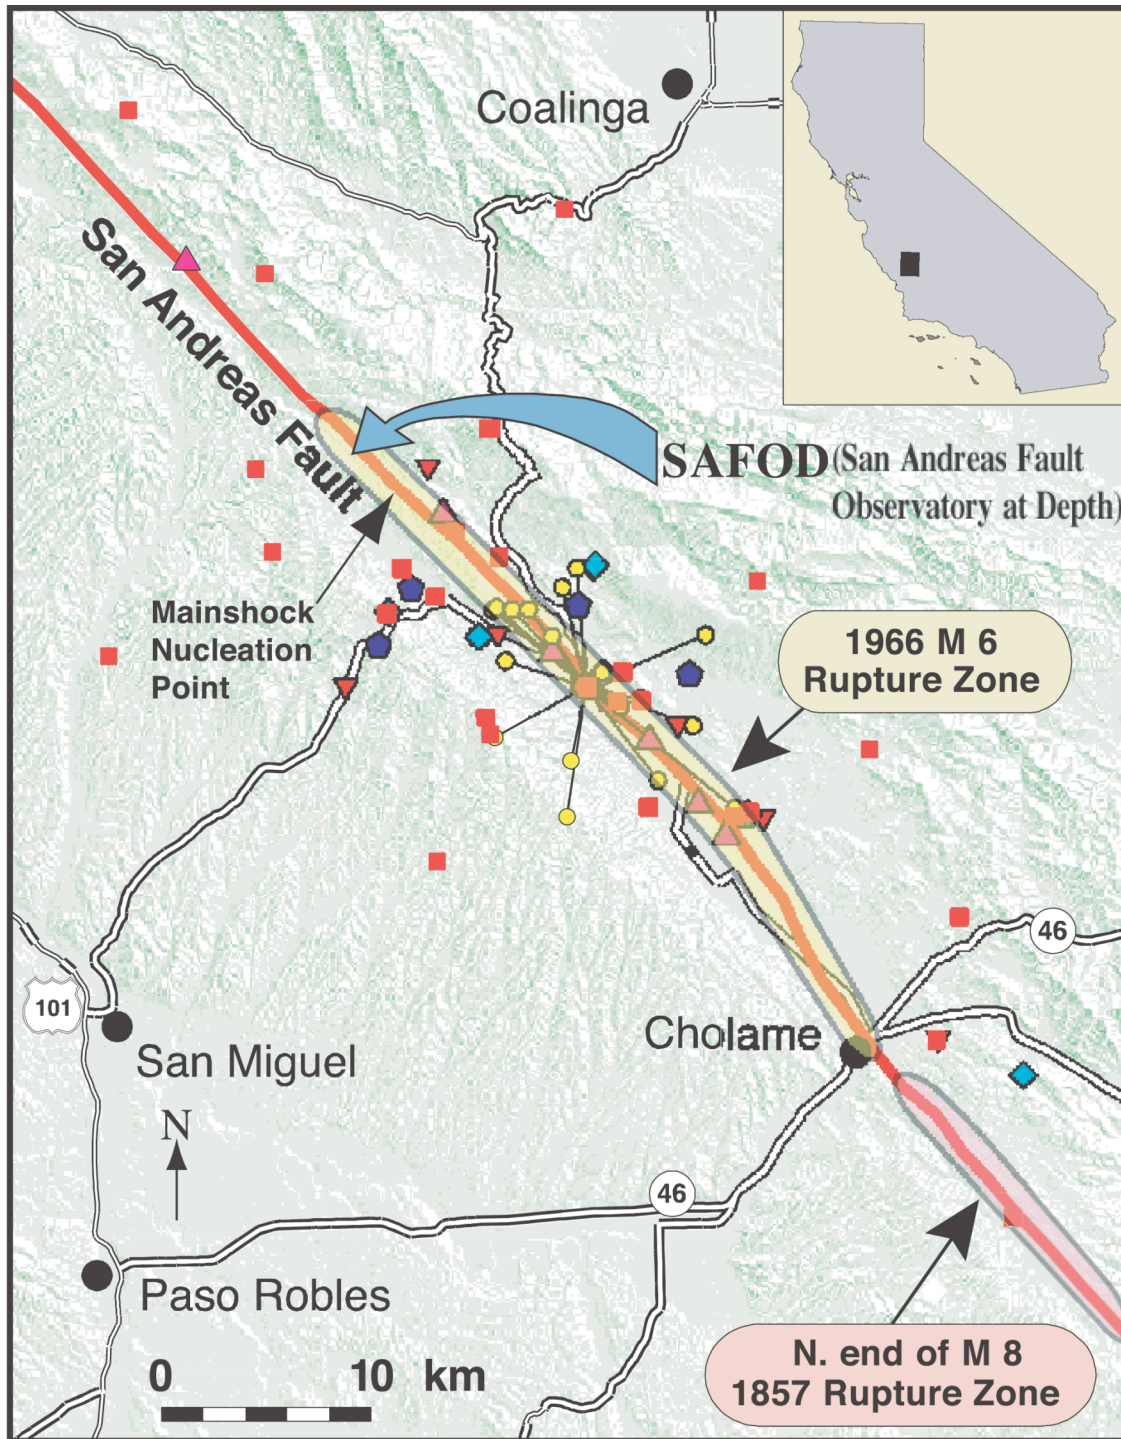 Coalinga
San Andreas Fault
SAFOD (San Andreas Fault
Observatory at Depth)
Mainshock
Nucleation
Point
1966 M 6
Rupture Zone
46
101
San Miguel
Cholame
N
46
Paso Robles
0 10 km
N. end of M 8
1857 Rupture Zone